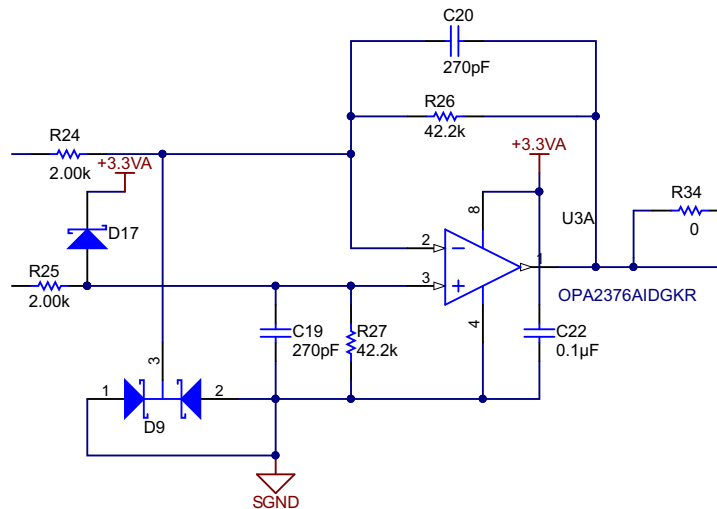 C20
270pF
R26
42.2k
R24
2.00k
+3.3VA
+3.3VA
R34
0
8
U3A
D17
2
1
R25
2.00k
3
OPA2376AIDGKR
4
C19
270pF
R27
42.2k
C22
0.1µF
3
1
2
D9
SGND